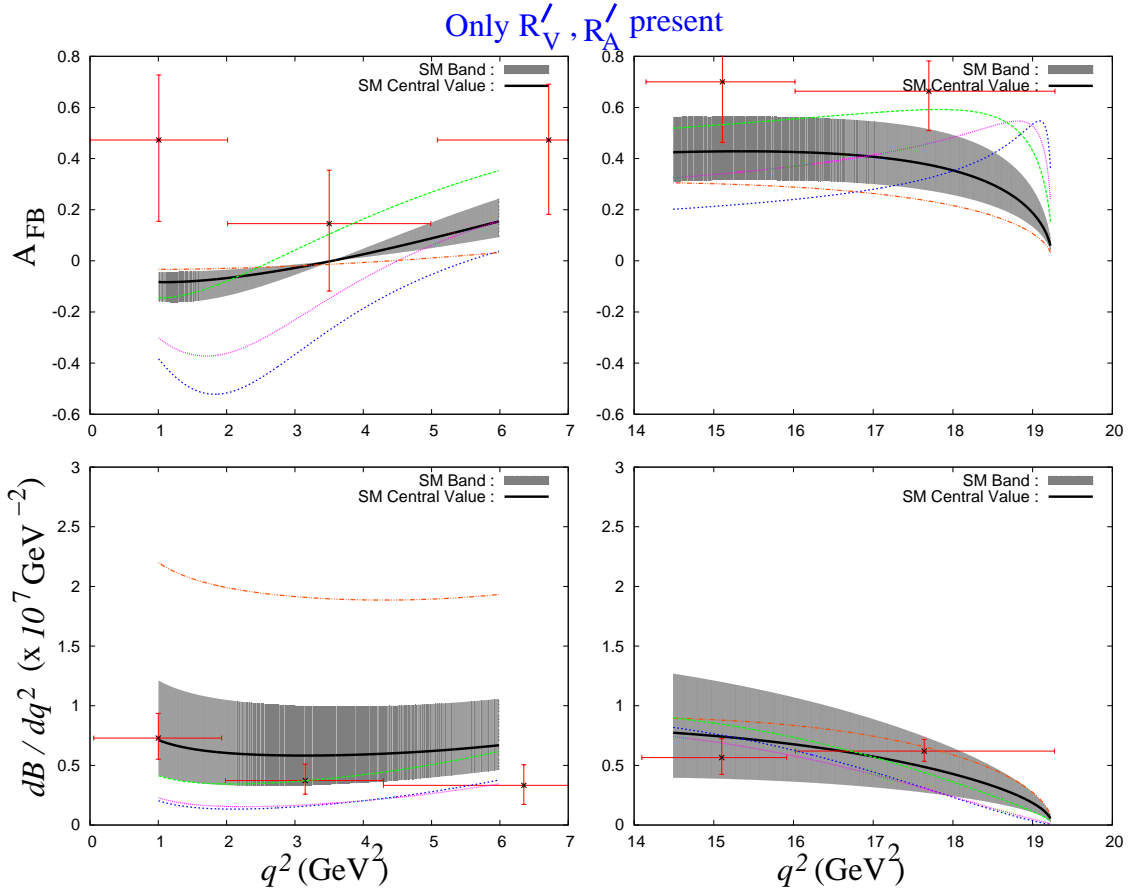 Only R′V , R′A present
SM Band :
SM Central Value :
0.8
0.6
0.4
0.2
0
-0.2
-0.4
-0.6
0 1 2 3 4 5 6 7
AFB
SM Band :
SM Central Value :
0.8
0.6
0.4
0.2
0
-0.2
-0.4
-0.6
14 15 16 17 18 19 20
SM Band :
SM Central Value :
3
2.5
2
1.5
1
0.5
0
0 1 2 3 4 5 6 7
dB / dq² (x 10⁷ GeV⁻²)
q² (GeV²)
SM Band :
SM Central Value :
3
2.5
2
1.5
1
0.5
0
14 15 16 17 18 19 20
q² (GeV²)